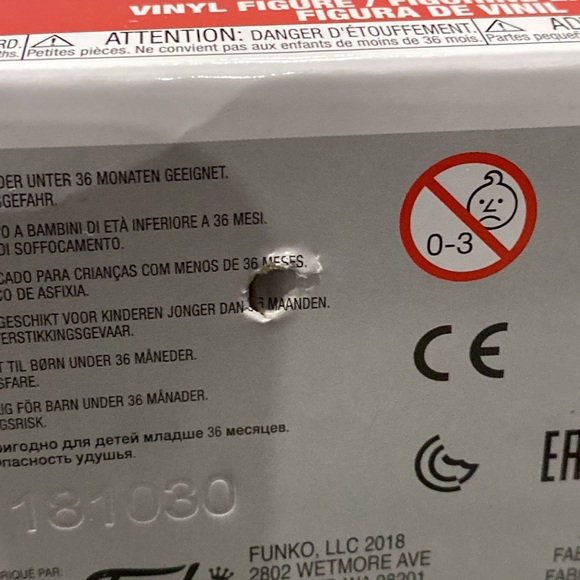 VINYL FIGURE /
FIGURA DE VINIL
ATTENTION: DANGER D'ÉTOUFFEMENT.
Petites pièces. Ne convient pas aux enfants de moins de 36 mois.
Partes
DER UNTER 36 MONATEN GEEIGNET.
SGEFAHR.
O A BAMBINI DI ETÀ INFERIORE A 36 MESI.
DI SOFFOCAMENTO.
CADO PARA CRIANÇAS COM MENOS DE 36 MESES.
CO DE ASFIXIA.
GESCHIKT VOOR KINDEREN JONGER DAN 36 MAANDEN.
ERSTIKKINGSGEVAAR.
T TIL BØRN UNDER 36 MÅNEDER.
SFARE.
IG FÖR BARN UNDER 36 MÅNADER.
GSRISK.
ригодно для детей младше 36 месяцев.
опасность удушья.
0-3
CE
181030
FUNKO, LLC 2018
2802 WETMORE AVE
RIQUÉ PAR: